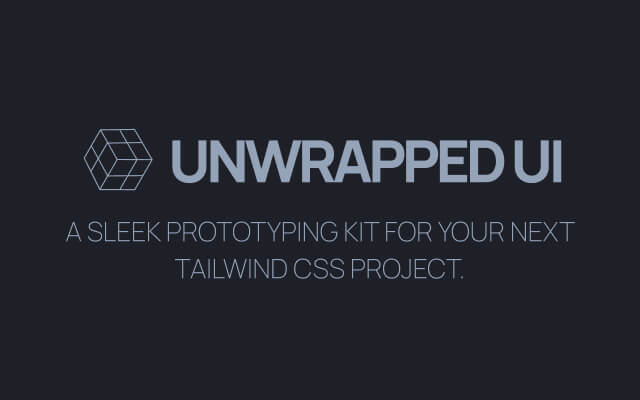 UNWRAPPED UI
A SLEEK PROTOTYPING KIT FOR YOUR NEXT
TAILWIND CSS PROJECT.